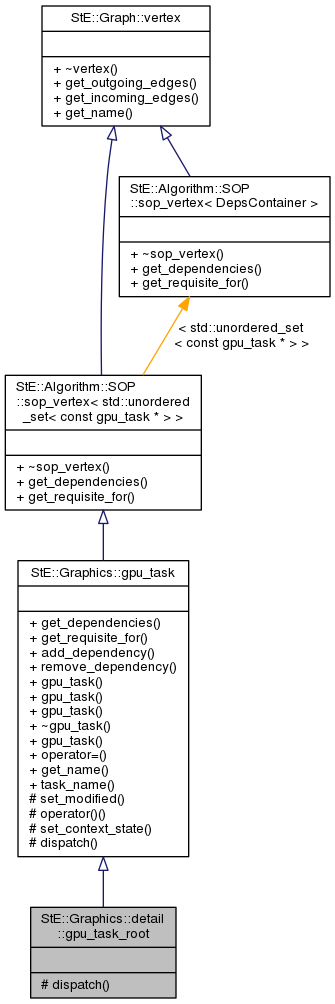 StE::Graph::vertex
+ ~vertex()
+ get_outgoing_edges()
+ get_incoming_edges()
+ get_name()
StE::Algorithm::SOP
::sop_vertex< DepsContainer >
+ ~sop_vertex()
+ get_dependencies()
+ get_requisite_for()
< std::unordered_set
< const gpu_task * > >
StE::Algorithm::SOP
::sop_vertex< std::unordered
_set< const gpu_task * > >
+ ~sop_vertex()
+ get_dependencies()
+ get_requisite_for()
StE::Graphics::gpu_task
+ get_dependencies()
+ get_requisite_for()
+ add_dependency()
+ remove_dependency()
+ gpu_task()
+ gpu_task()
+ gpu_task()
+ ~gpu_task()
+ gpu_task()
+ operator=()
+ get_name()
+ task_name()
# set_modified()
# operator()()
# set_context_state()
# dispatch()
StE::Graphics::detail
::gpu_task_root
# dispatch()